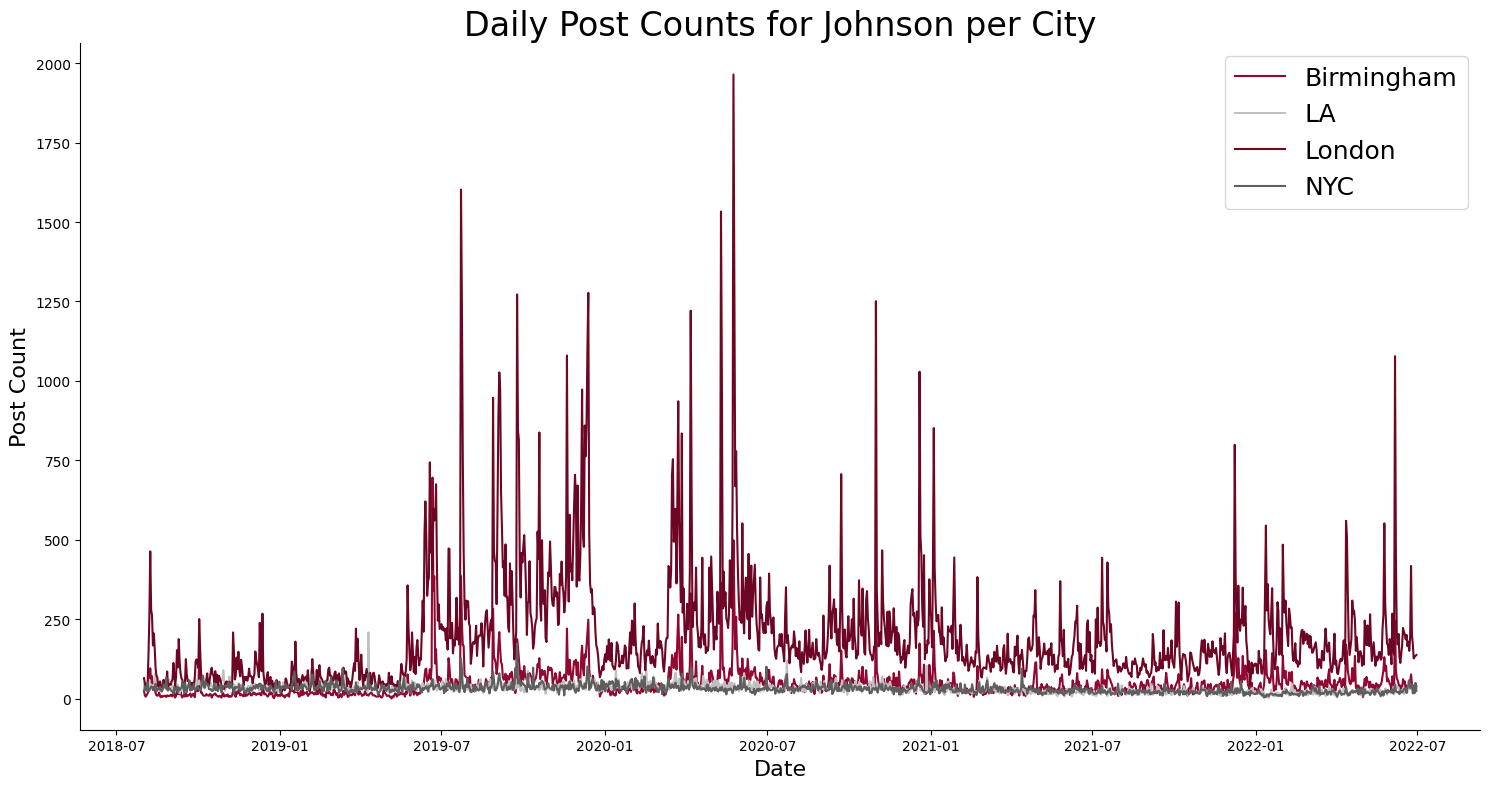 Daily Post Counts for Johnson per City
Birmingham
LA
London
NYC
Post Count
2000
1750
1500
1250
1000
750
500
250
0
2018-07
2019-01
2019-07
2020-01
2020-07
2021-01
2021-07
2022-01
2022-07
Date